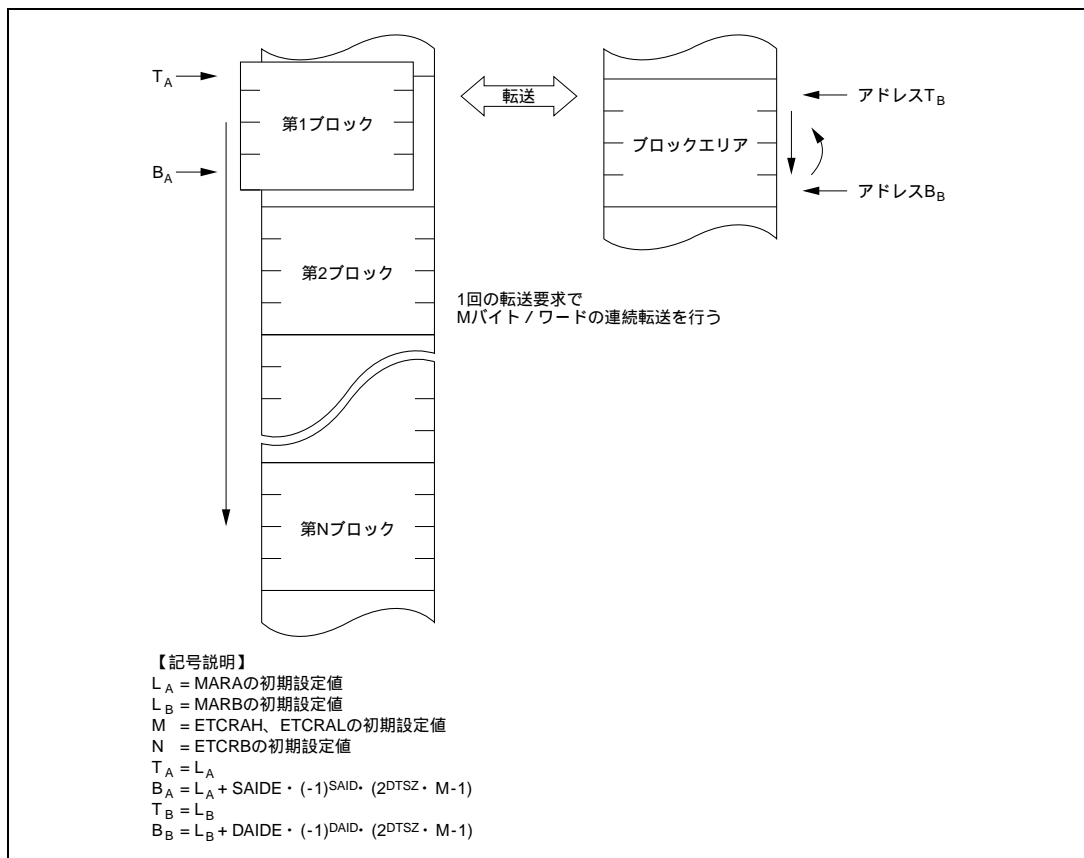 T_A
第1ブロック
B_A
転送
アドレスT_B
ブロックエリア
アドレスB_B
第2ブロック
1回の転送要求で
Mバイト / ワードの連続転送を行う
第Nブロック
【記号説明】
L_A = MARAの初期設定値
L_B = MARBの初期設定値
M = ETCRAH、ETCRALの初期設定値
N = ETCRBの初期設定値
T_A = L_A
B_A = L_A + SAIDE・ (-1)^SAID・ (2^DTSZ・ M-1)
T_B = L_B
B_B = L_B + DAIDE・ (-1)^DAID・ (2^DTSZ・ M-1)